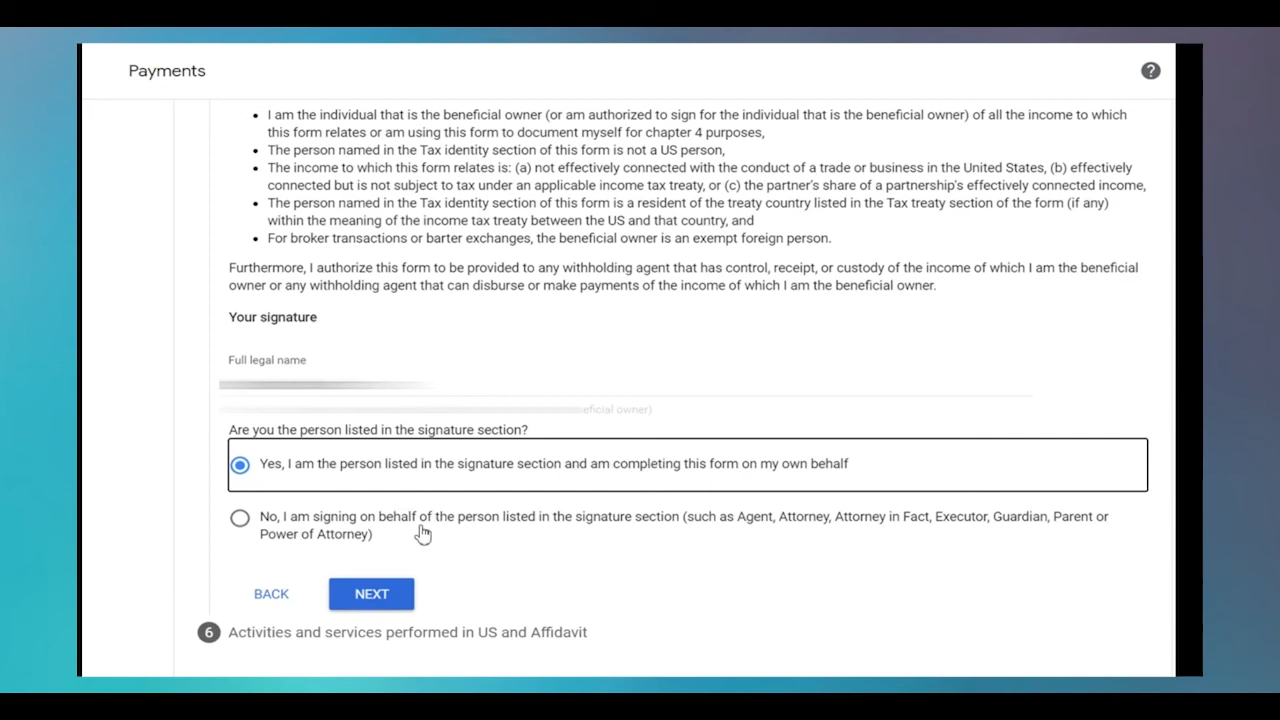 Payments
?
I am the individual that is the beneficial owner (or am authorized to sign for the individual that is the beneficial owner) of all the income to which
this form relates or am using this form to document myself for chapter 4 purposes,
The person named in the Tax identity section of this form is not a US person,
The income to which this form relates is: (a) not effectively connected with the conduct of a trade or business in the United States, (b) effectively
connected but is not subject to tax under an applicable income tax treaty, or (c) the partner's share of a partnership's effectively connected income,
The person named in the Tax identity section of this form is a resident of the treaty country listed in the Tax treaty section of the form (if any)
within the meaning of the income tax treaty between the US and that country, and
For broker transactions or barter exchanges, the beneficial owner is an exempt foreign person.
Furthermore, I authorize this form to be provided to any withholding agent that has control, receipt, or custody of the income of which I am the beneficial
owner or any withholding agent that can disburse or make payments of the income of which I am the beneficial owner.
Your signature
Full legal name
eficial owner)
Are you the person listed in the signature section?
Yes, I am the person listed in the signature section and am completing this form on my own behalf
No, I am signing on behalf of the person listed in the signature section (such as Agent, Attorney, Attorney in Fact, Executor, Guardian, Parent or
Power of Attorney)
BACK NEXT
6 Activities and services performed in US and Affidavit